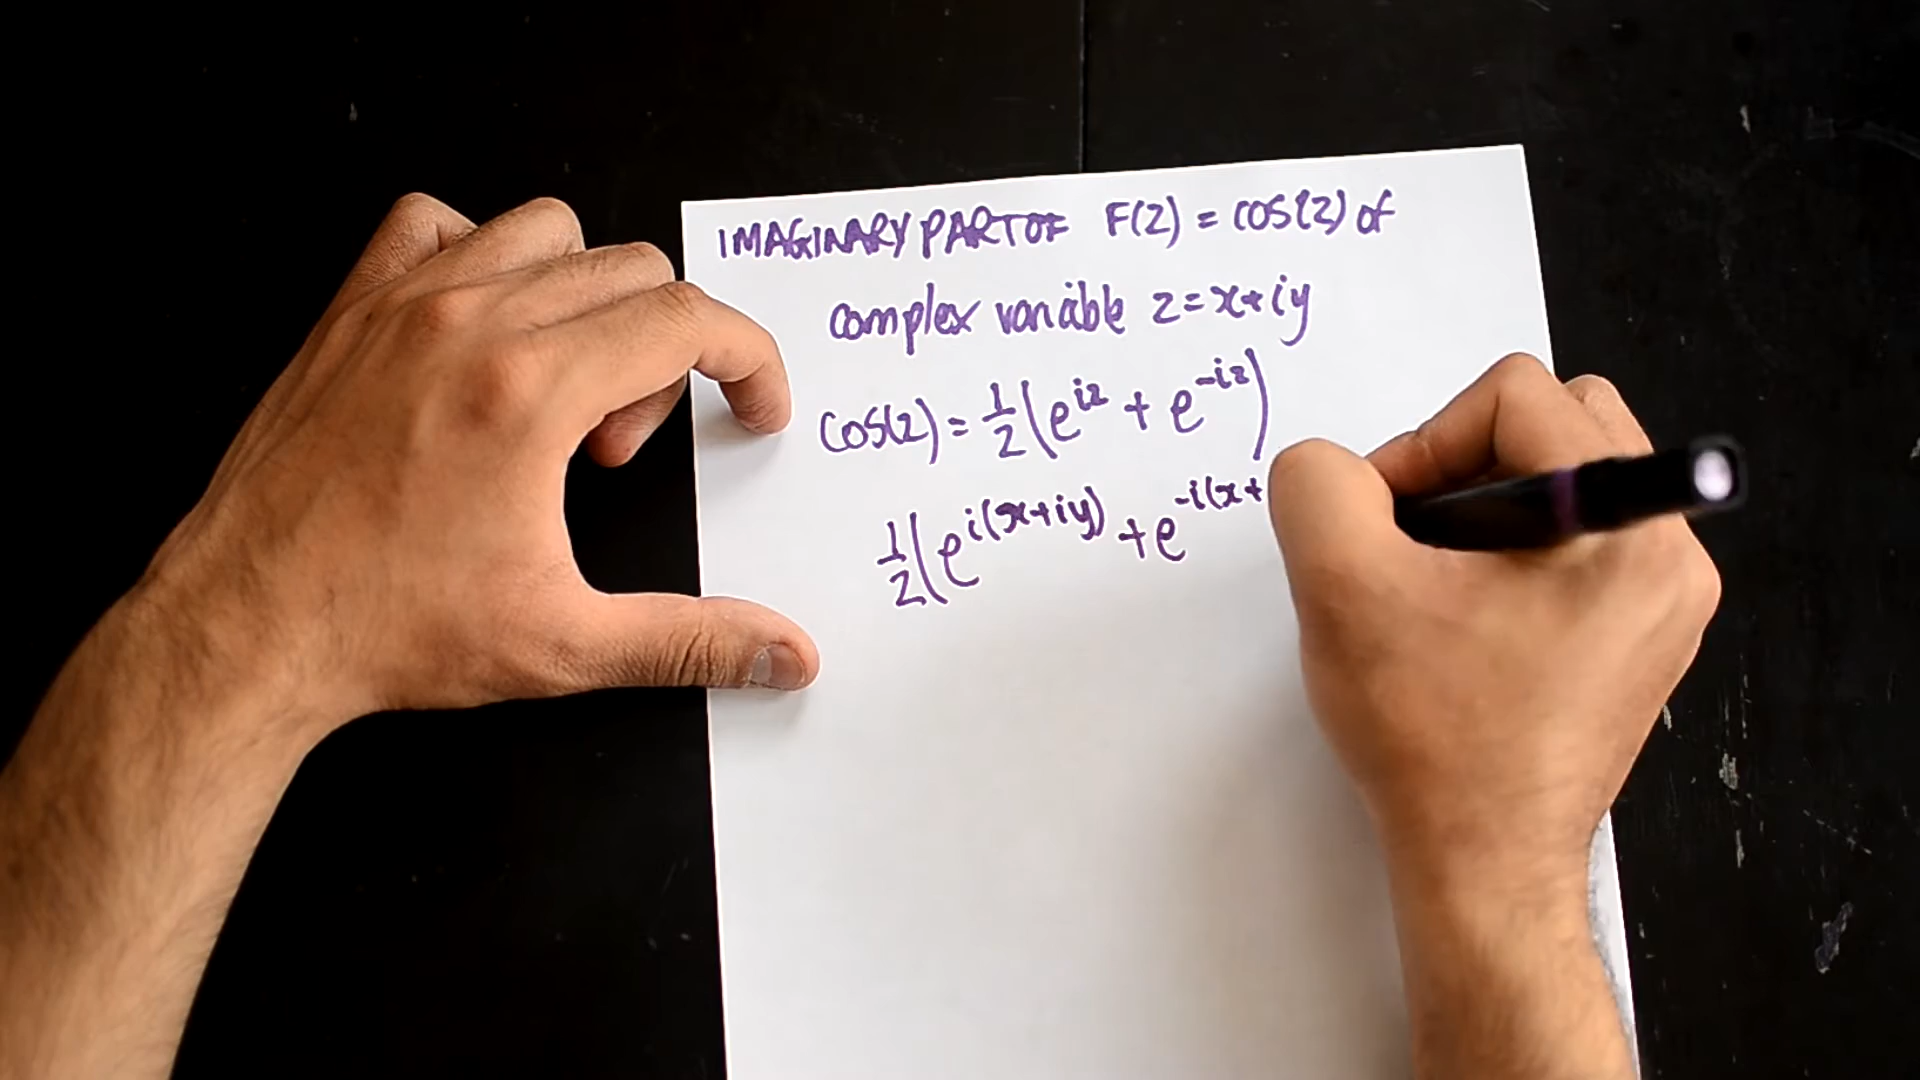 IMAGINARY PART OF F(z) = cos(z) of
complex variable z = x+iy
cos(z) = 1/2 (e^{iz} + e^{-iz})
1/2 (e^{i(x+iy)} + e^{-i(x+